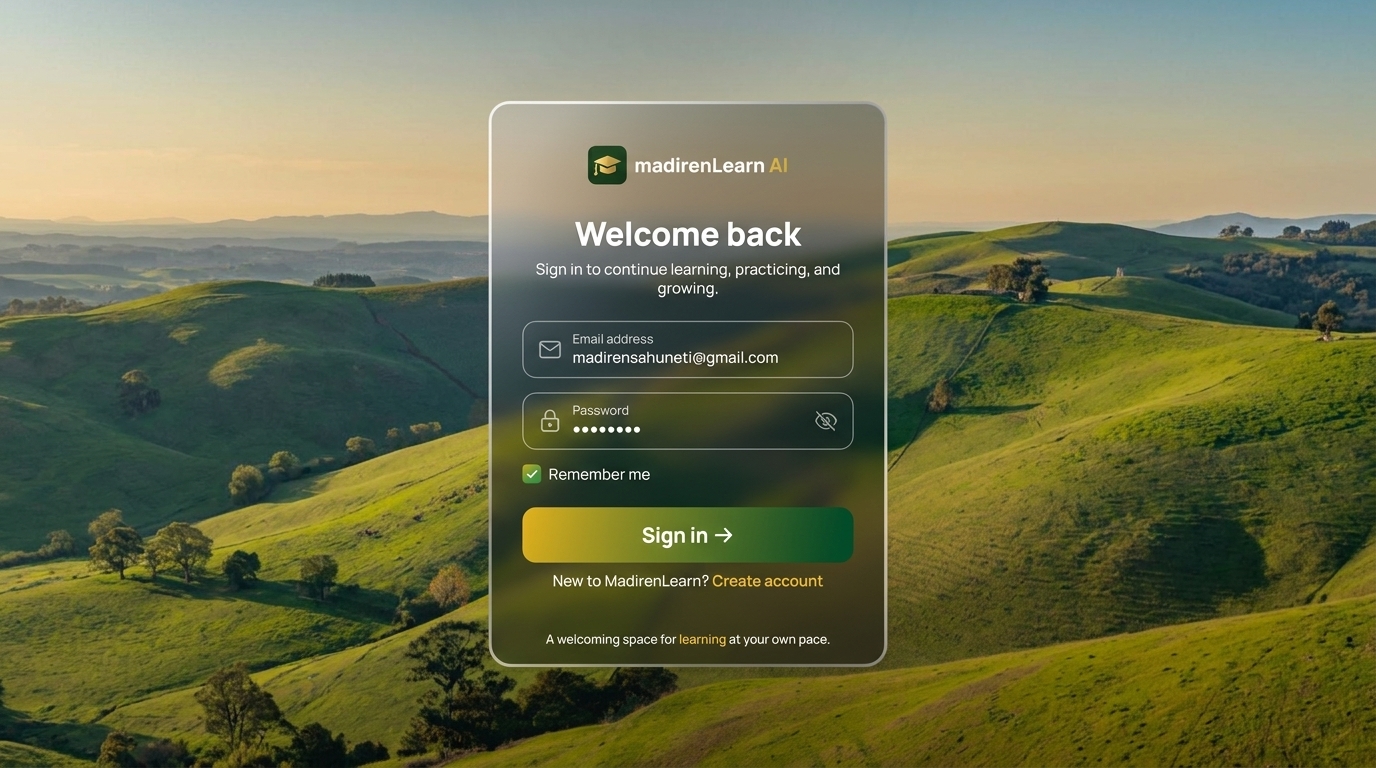 madirenLearn AI
Welcome back
Sign in to continue learning, practicing, and
growing.
Email address
madirensahuneti@gmail.com
Password
••••••••
Remember me
Sign in →
New to MadirenLearn? Create account
A welcoming space for learning at your own pace.